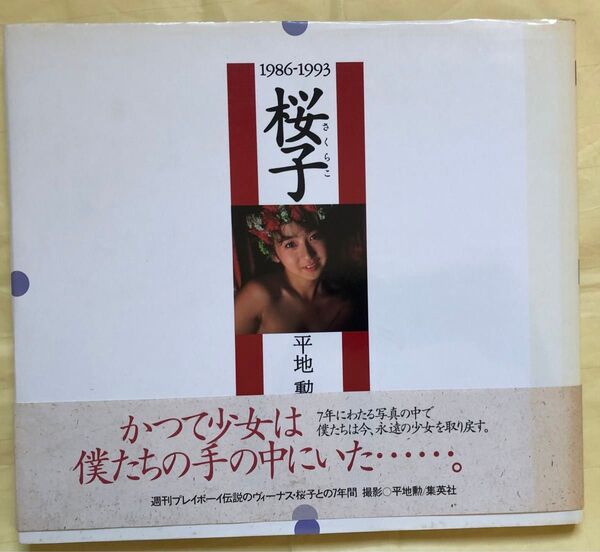 1986-1993
桜子
さくらこ
平地 勲
かつて少女は
僕たちの手の中にいた‥‥‥。
7年にわたる写真の中で
僕たちは今、永遠の少女を取り戻す。
週刊プレイボーイ伝説のヴィーナス・桜子との7年間 撮影○平地勲/集英社